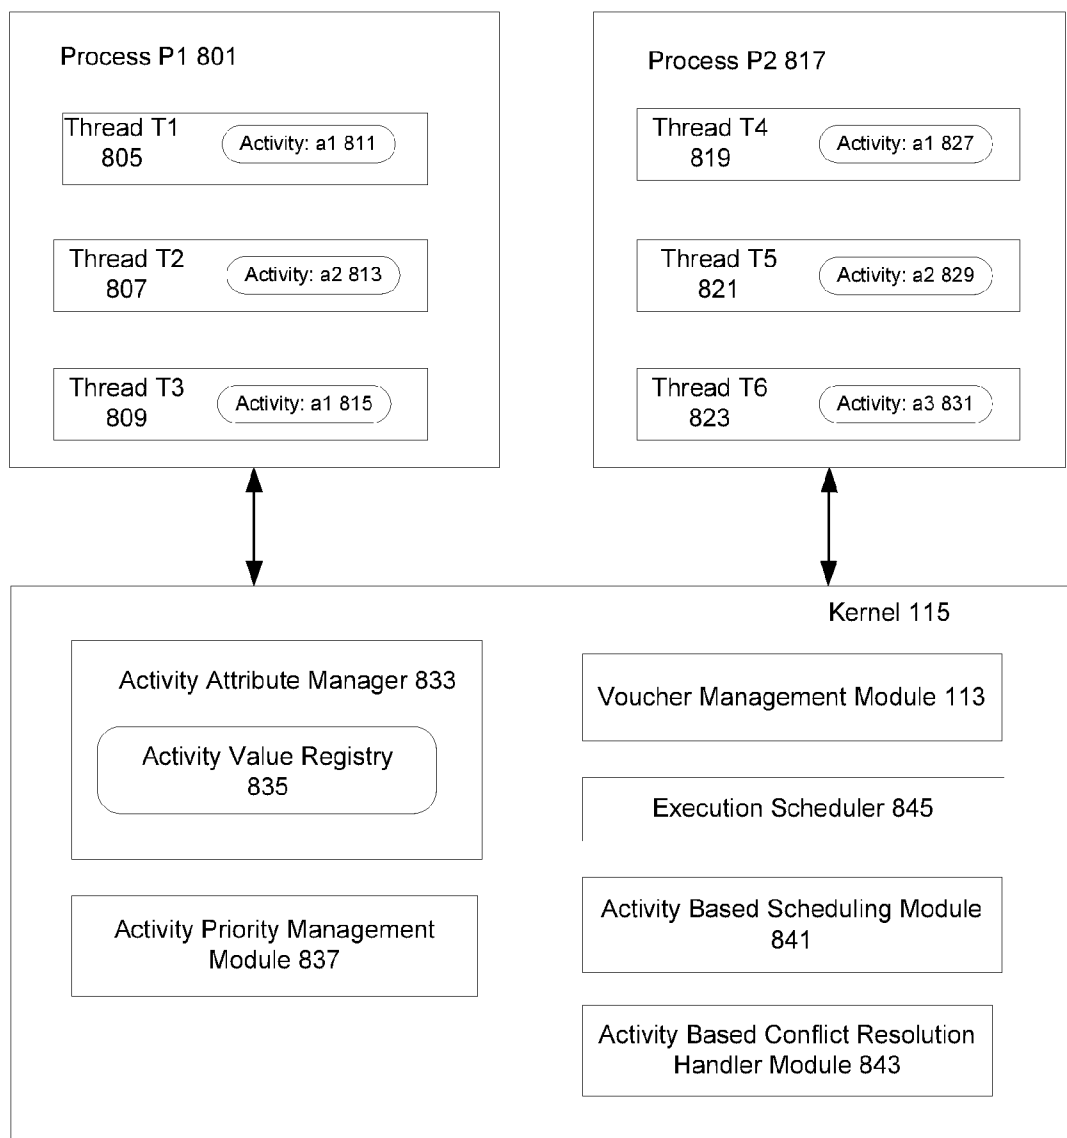 Process P1 801
Thread T1
805
Activity: a1 811
Thread T2
807
Activity: a2 813
Thread T3
809
Activity: a1 815
Process P2 817
Thread T4
819
Activity: a1 827
Thread T5
821
Activity: a2 829
Thread T6
823
Activity: a3 831
Kernel 115
Activity Attribute Manager 833
Activity Value Registry
835
Activity Priority Management
Module 837
Voucher Management Module 113
Execution Scheduler 845
Activity Based Scheduling Module
841
Activity Based Conflict Resolution
Handler Module 843